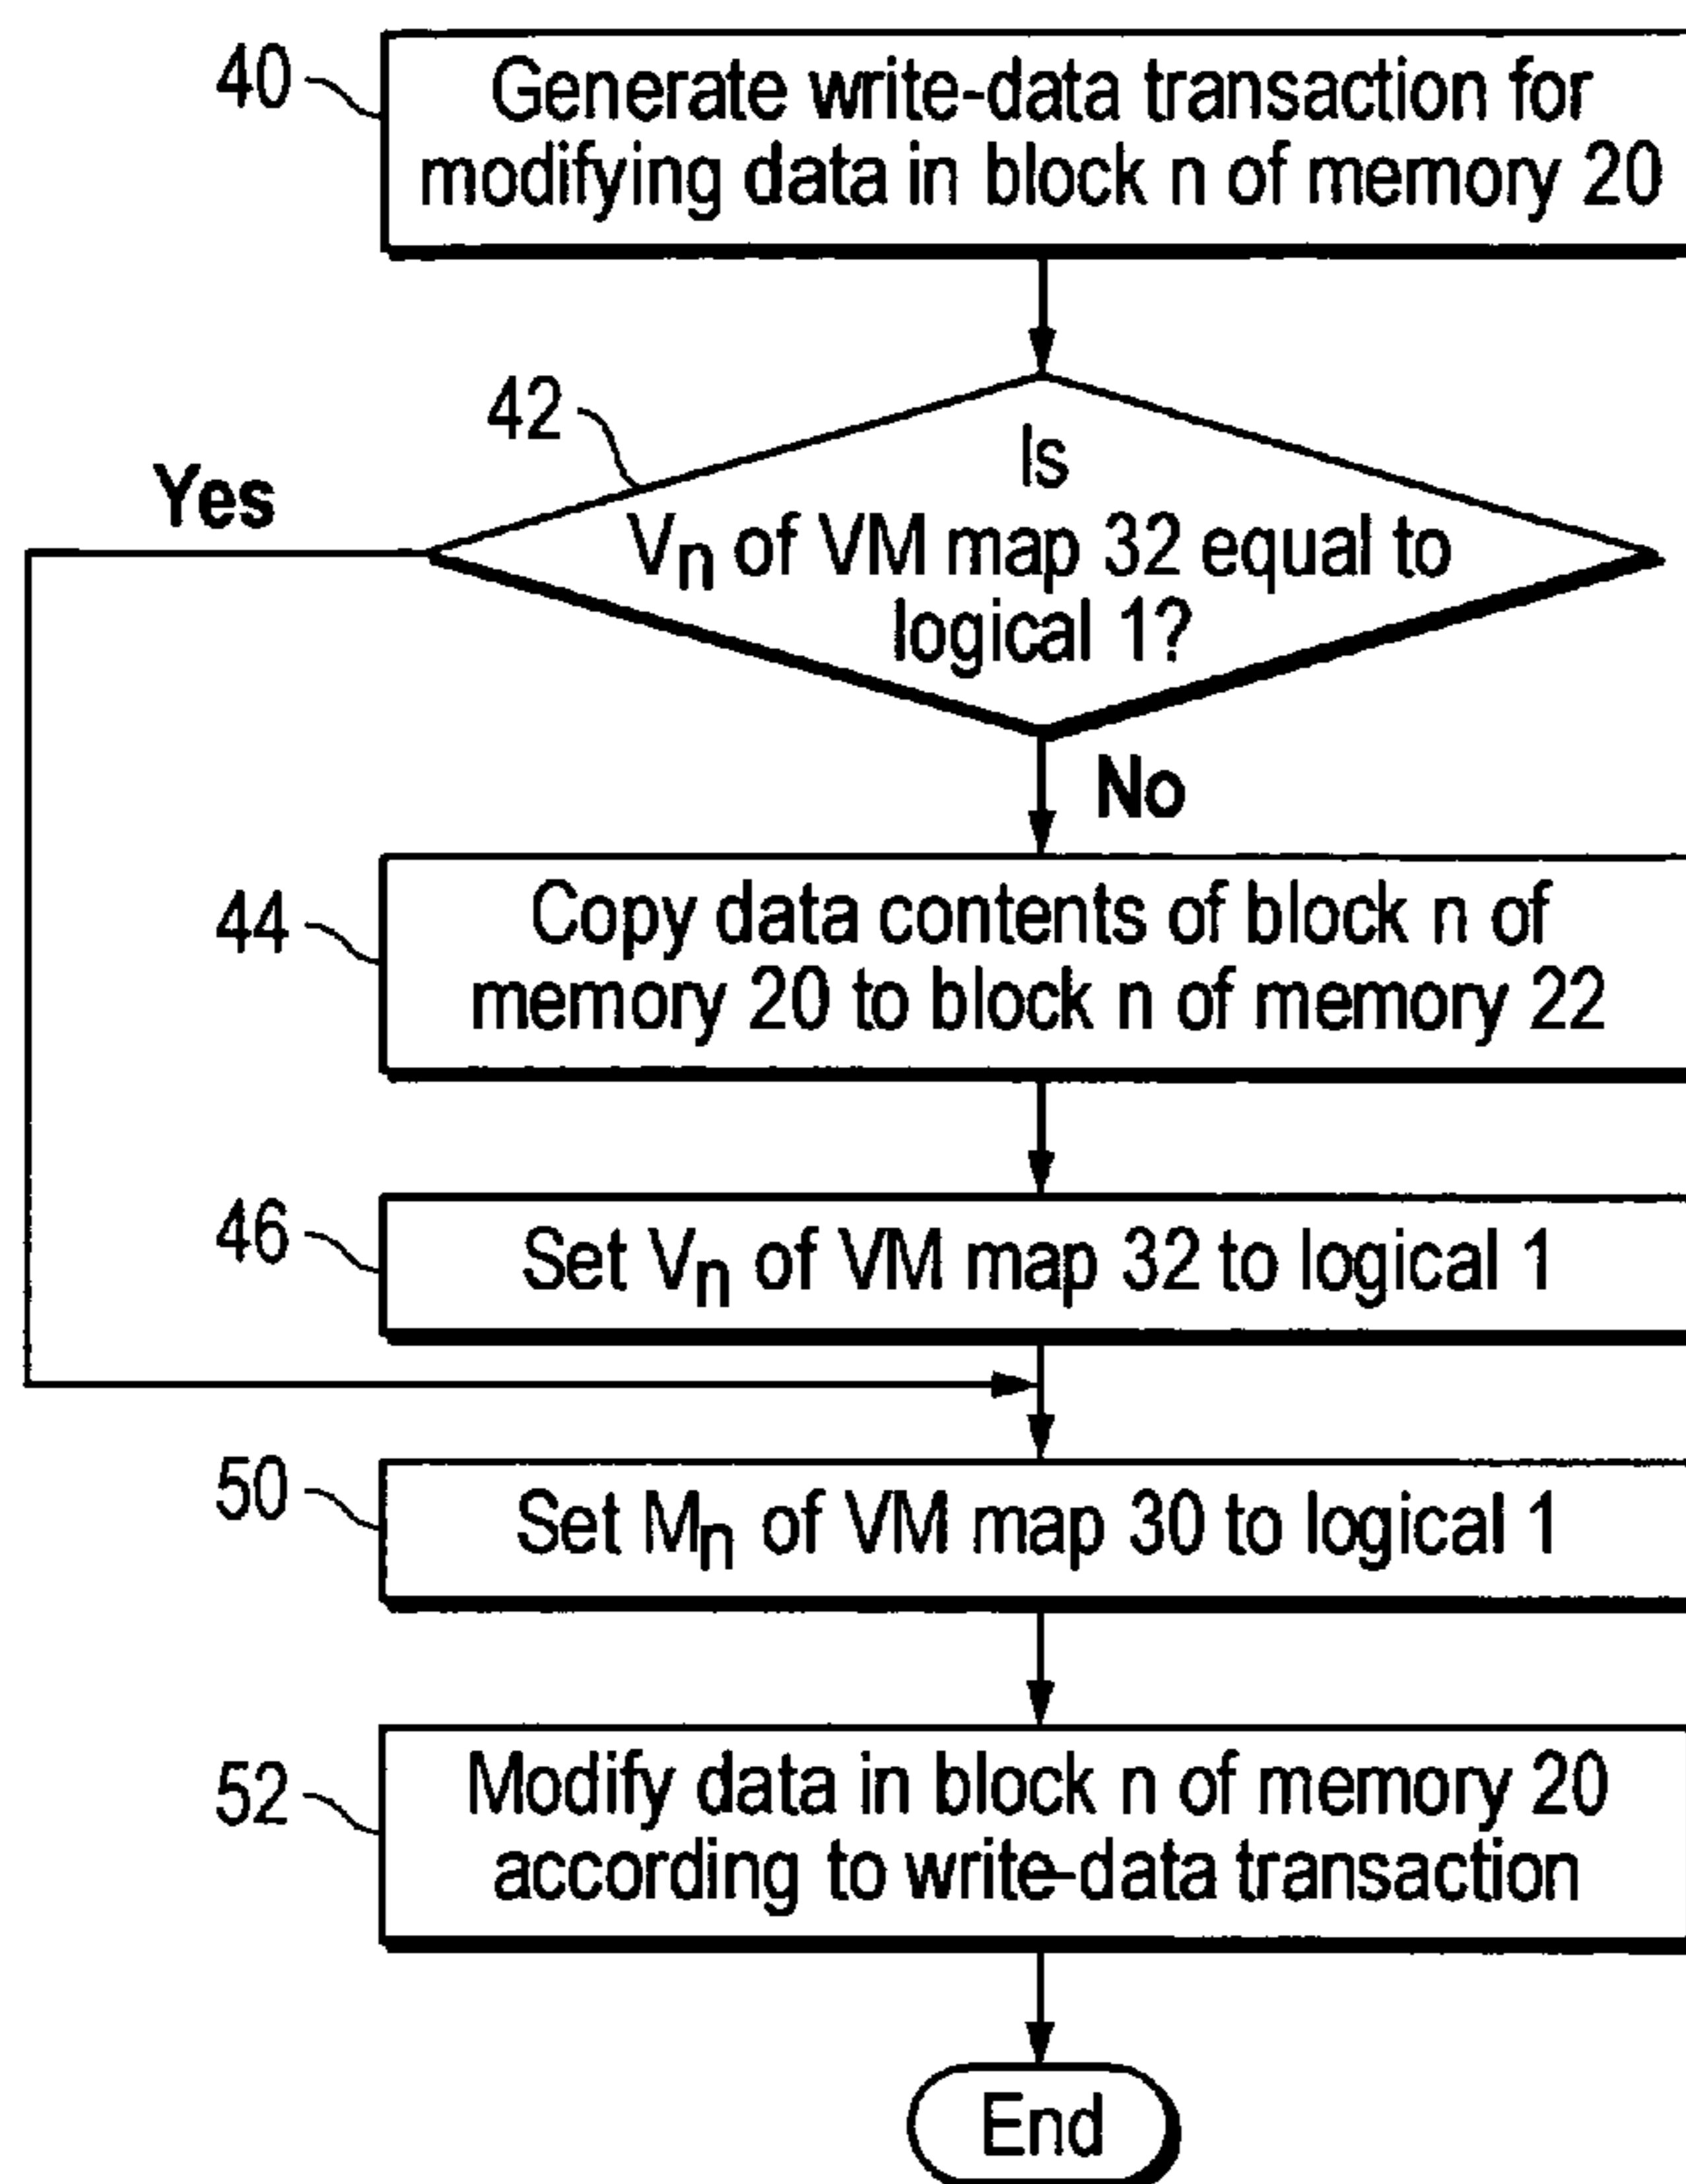 40
Generate write-data transaction for
modifying data in block n of memory 20
42
Yes
Is
Vn of VM map 32 equal to
logical 1?
No
44
Copy data contents of block n of
memory 20 to block n of memory 22
46
Set Vn of VM map 32 to logical 1
50
Set Mn of VM map 30 to logical 1
52
Modify data in block n of memory 20
according to write-data transaction
End